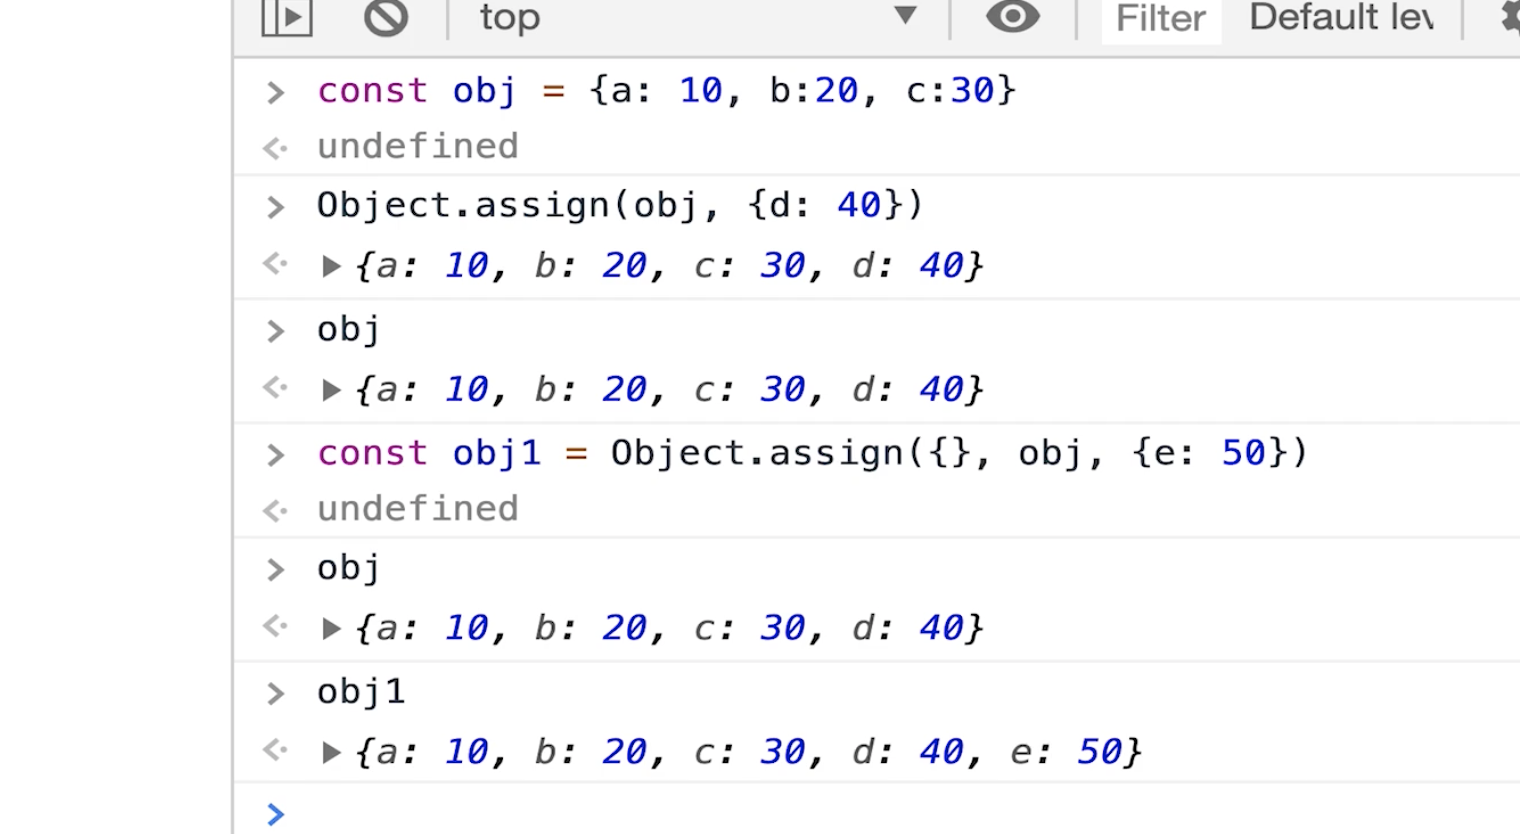 top Filter Default lev
> const obj = {a: 10, b:20, c:30}
undefined
> Object.assign(obj, {d: 40})
{a: 10, b: 20, c: 30, d: 40}
> obj
{a: 10, b: 20, c: 30, d: 40}
> const obj1 = Object.assign({}, obj, {e: 50})
undefined
> obj
{a: 10, b: 20, c: 30, d: 40}
> obj1
{a: 10, b: 20, c: 30, d: 40, e: 50}
>